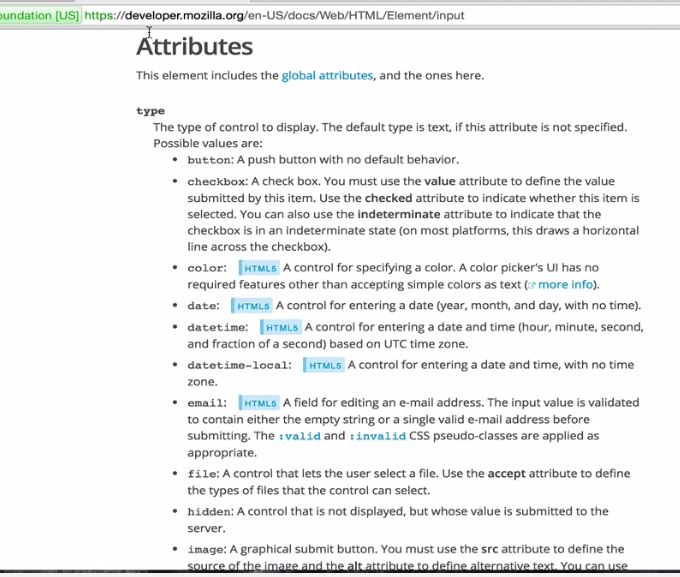 oundation [US] https://developer.mozilla.org/en-US/docs/Web/HTML/Element/input
Attributes
This element includes the global attributes, and the ones here.
type
The type of control to display. The default type is text, if this attribute is not specified.
Possible values are:
• button: A push button with no default behavior.
• checkbox: A check box. You must use the value attribute to define the value
submitted by this item. Use the checked attribute to indicate whether this item is
selected. You can also use the indeterminate attribute to indicate that the
checkbox is in an indeterminate state (on most platforms, this draws a horizontal
line across the checkbox).
• color: HTML5 A control for specifying a color. A color picker's UI has no
required features other than accepting simple colors as text (more info).
• date: HTML5 A control for entering a date (year, month, and day, with no time).
• datetime: HTML5 A control for entering a date and time (hour, minute, second,
and fraction of a second) based on UTC time zone.
• datetime-local: HTML5 A control for entering a date and time, with no time
zone.
• email: HTML5 A field for editing an e-mail address. The input value is validated
to contain either the empty string or a single valid e-mail address before
submitting. The :valid and :invalid CSS pseudo-classes are applied as
appropriate.
• file: A control that lets the user select a file. Use the accept attribute to define
the types of files that the control can select.
• hidden: A control that is not displayed, but whose value is submitted to the
server.
• image: A graphical submit button. You must use the src attribute to define the
source of the image and the alt attribute to define alternative text. You can use